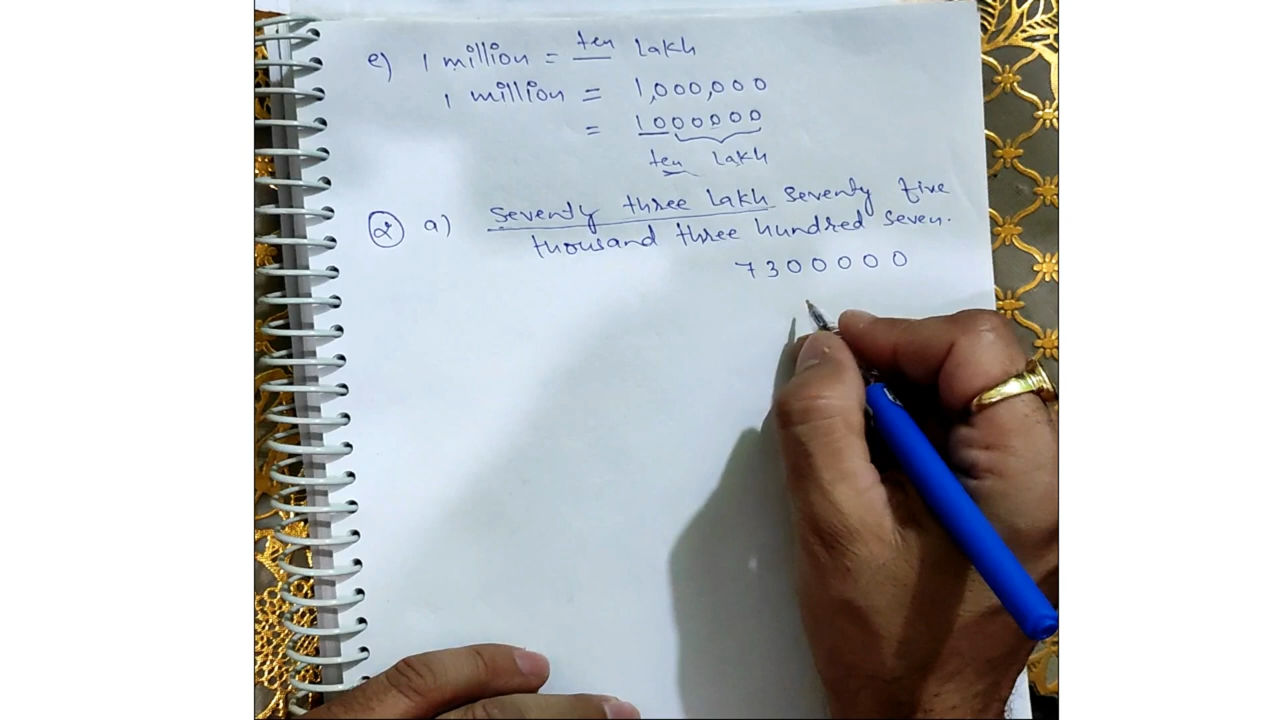 e) 1 million = ten lakh
1 million = 1,000,000
= 1000000
ten lakh
2 a) seventy three lakh seventy five
thousand three hundred seven.
7300000